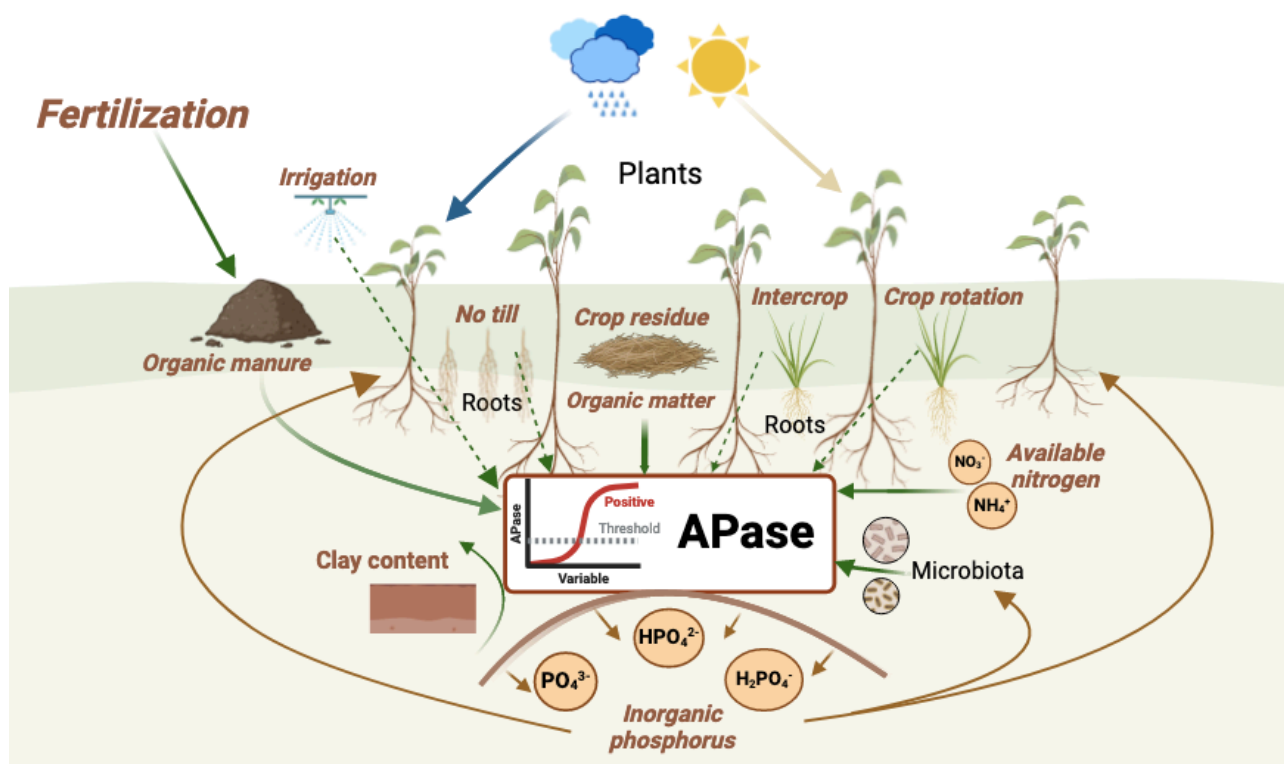 Fertilization
Irrigation
Plants
No till
Crop residue
Intercrop
Crop rotation
Organic manure
Roots
Organic matter
Roots
Available
nitrogen
NO₃⁻
NH₄⁺
APase
Positive
Threshold
Variable
APase
Clay content
Microbiota
HPO₄²⁻
PO₄³⁻
H₂PO₄⁻
Inorganic
phosphorus